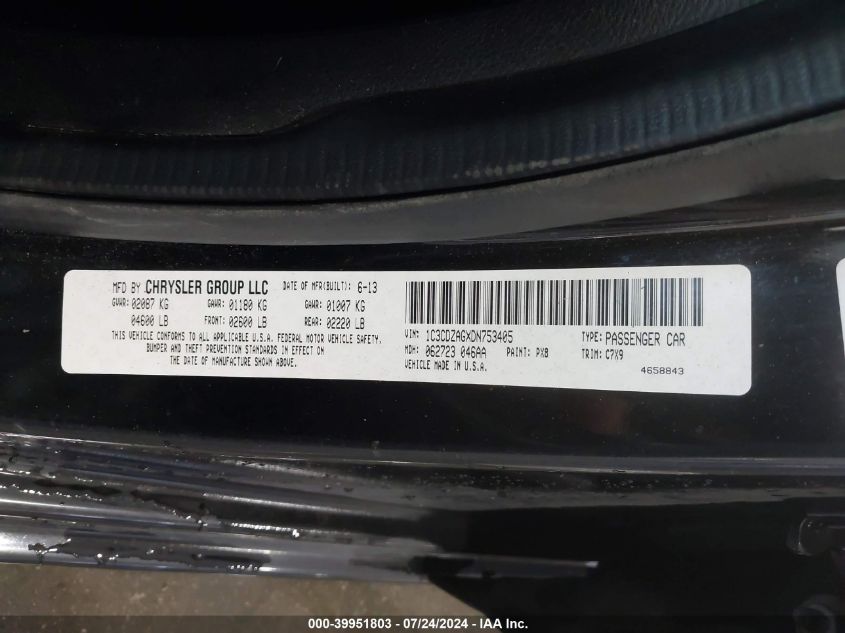 MFD BY CHRYSLER GROUP LLC DATE OF MFR(BUILT): 6-13
GVWR: 02087 KG GAWR: 01180 KG GAWR: 01007 KG
04600 LB FRONT: 02600 LB REAR: 02220 LB
THIS VEHICLE CONFORMS TO ALL APPLICABLE U.S.A. FEDERAL MOTOR VEHICLE SAFETY,
BUMPER AND THEFT PREVENTION STANDARDS IN EFFECT ON
THE DATE OF MANUFACTURE SHOWN ABOVE.
VIN: 1C3CDZAGXDN753405 TYPE: PASSENGER CAR
MDH: 062723 046AA PAINT: PX8 TRIM: C7X9
VEHICLE MADE IN U.S.A.
4658843
000-39951803 - 07/24/2024 - IAA Inc.